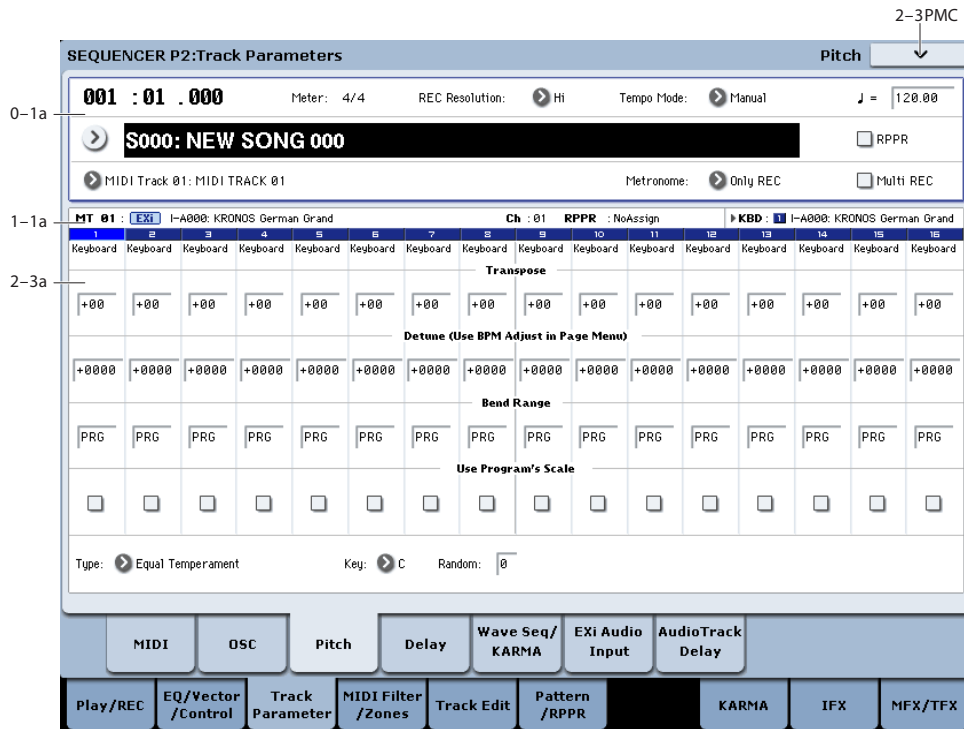 2–3PMC
SEQUENCER P2:Track Parameters Pitch
0–1a
001 :01 .000 Meter: 4/4 REC Resolution: Hi Tempo Mode: Manual ♩ = 120.00
S000: NEW SONG 000 RPPR
MIDI Track 01: MIDI TRACK 01 Metronome: Only REC Multi REC
1–1a
MT 01 : EXi I-A000: KRONOS German Grand Ch :01 RPPR :NoAssign KBD : 1 I-A000: KRONOS German Grand
1 2 3 4 5 6 7 8 9 10 11 12 13 14 15 16
Keyboard Keyboard Keyboard Keyboard Keyboard Keyboard Keyboard Keyboard Keyboard Keyboard Keyboard Keyboard Keyboard Keyboard Keyboard Keyboard
2–3a
Transpose
+00 +00 +00 +00 +00 +00 +00 +00 +00 +00 +00 +00 +00 +00 +00 +00
Detune (Use BPM Adjust in Page Menu)
+0000 +0000 +0000 +0000 +0000 +0000 +0000 +0000 +0000 +0000 +0000 +0000 +0000 +0000 +0000 +0000
Bend Range
PRG PRG PRG PRG PRG PRG PRG PRG PRG PRG PRG PRG PRG PRG PRG PRG
Use Program's Scale
Type: Equal Temperament Key: C Random: 0
MIDI OSC Pitch Delay Wave Seq/ KARMA EXi Audio Input AudioTrack Delay
Play/REC EQ/Vector /Control Track Parameter MIDI Filter /Zones Track Edit Pattern /RPPR KARMA IFX MFX/TFX